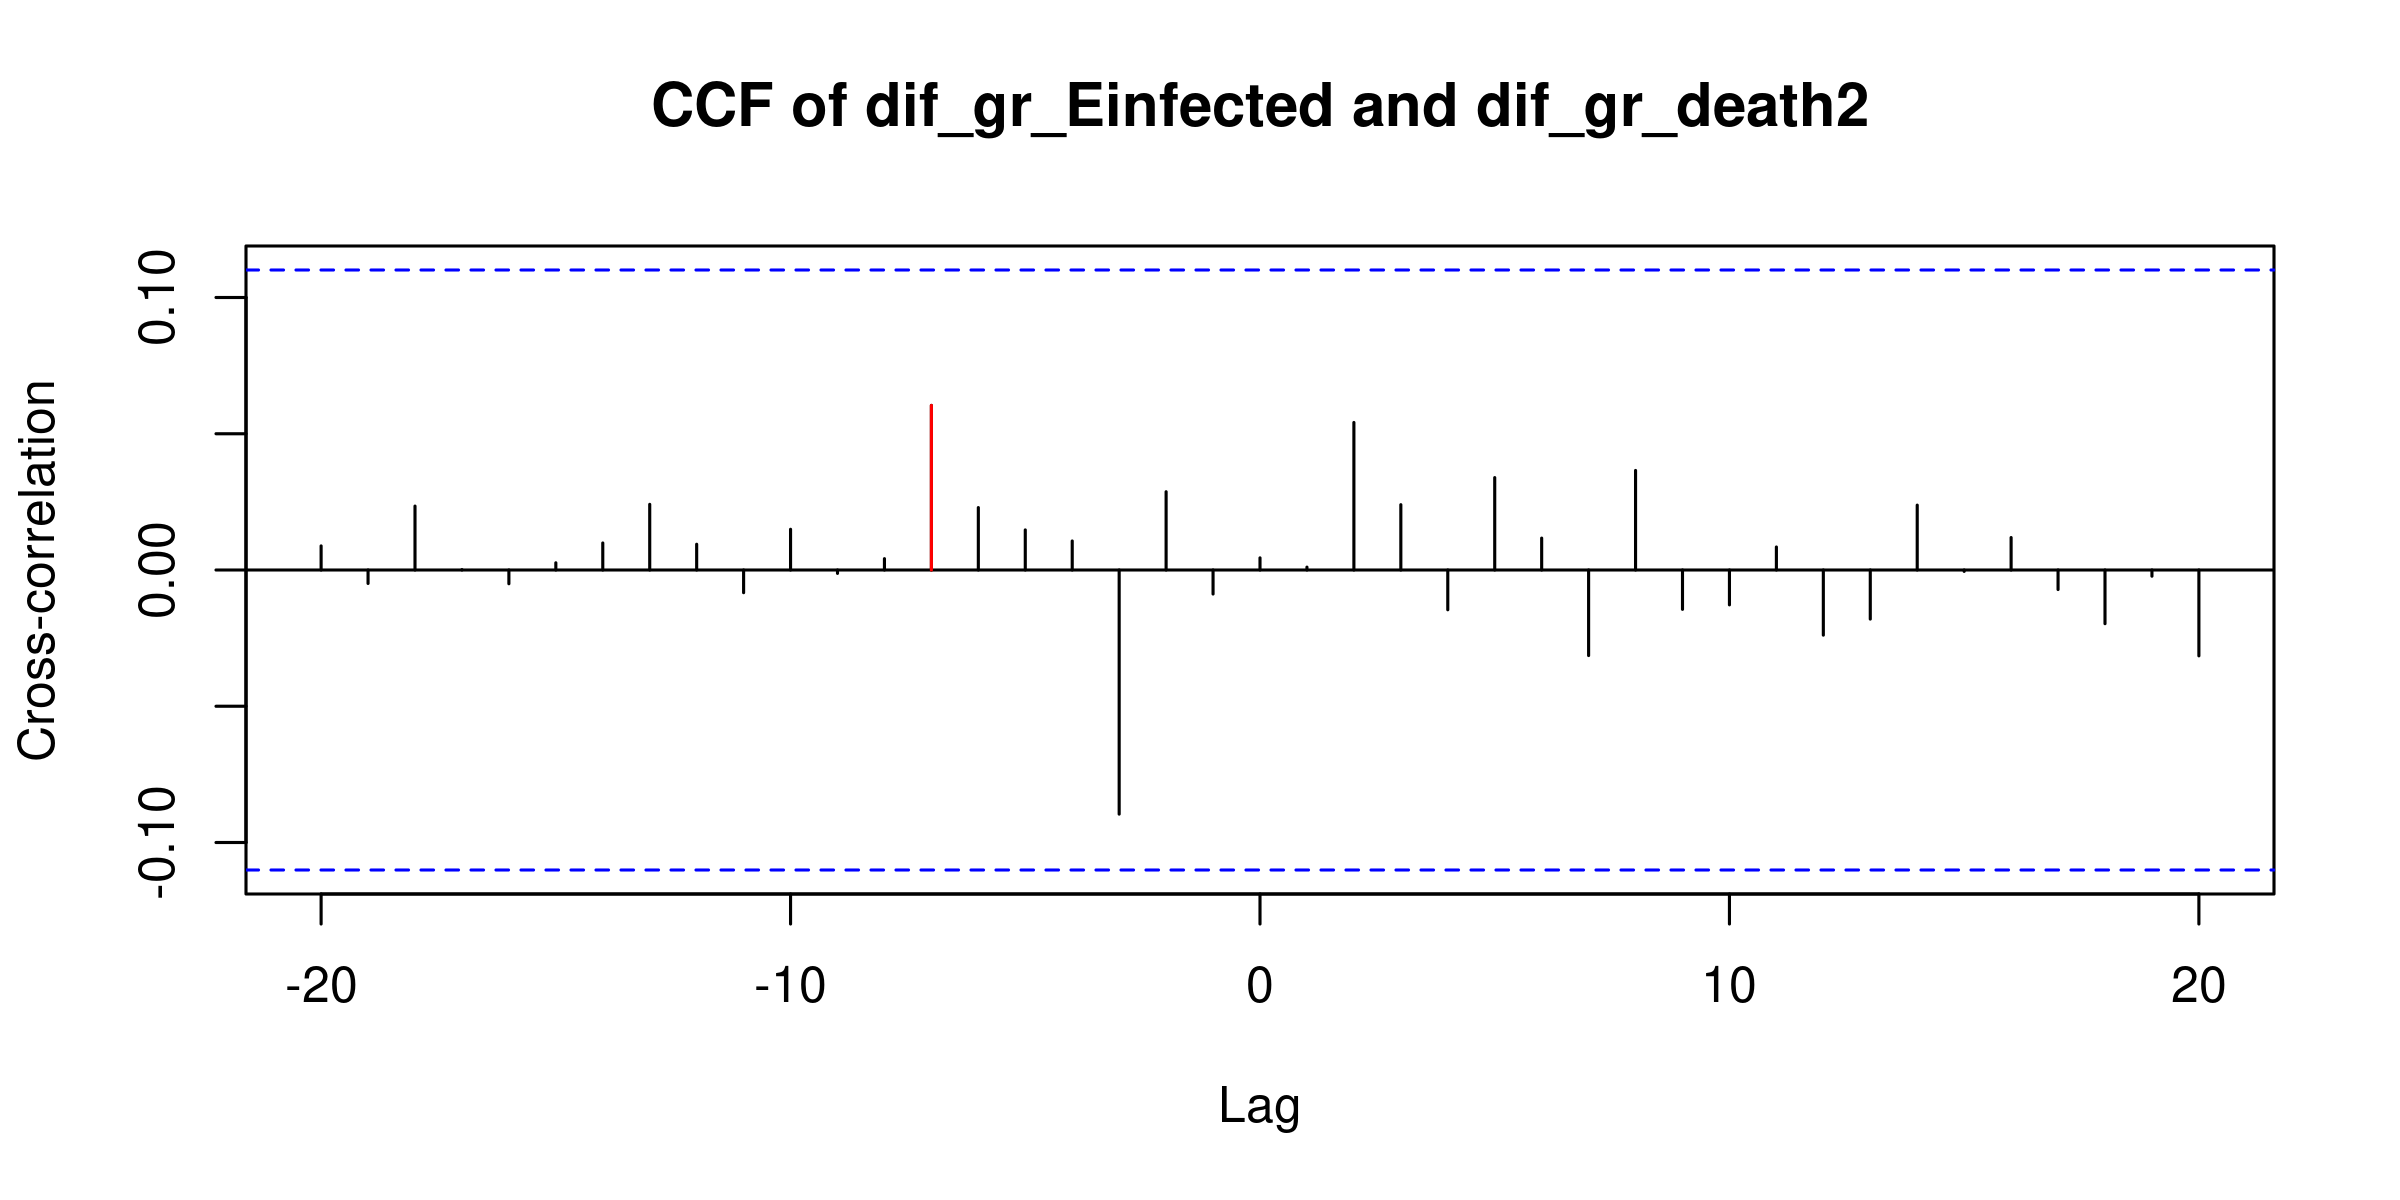 CCF of dif_gr_Einfected and dif_gr_death2
Cross-correlation
0.10
0.00
-0.10
-20 -10 0 10 20
Lag